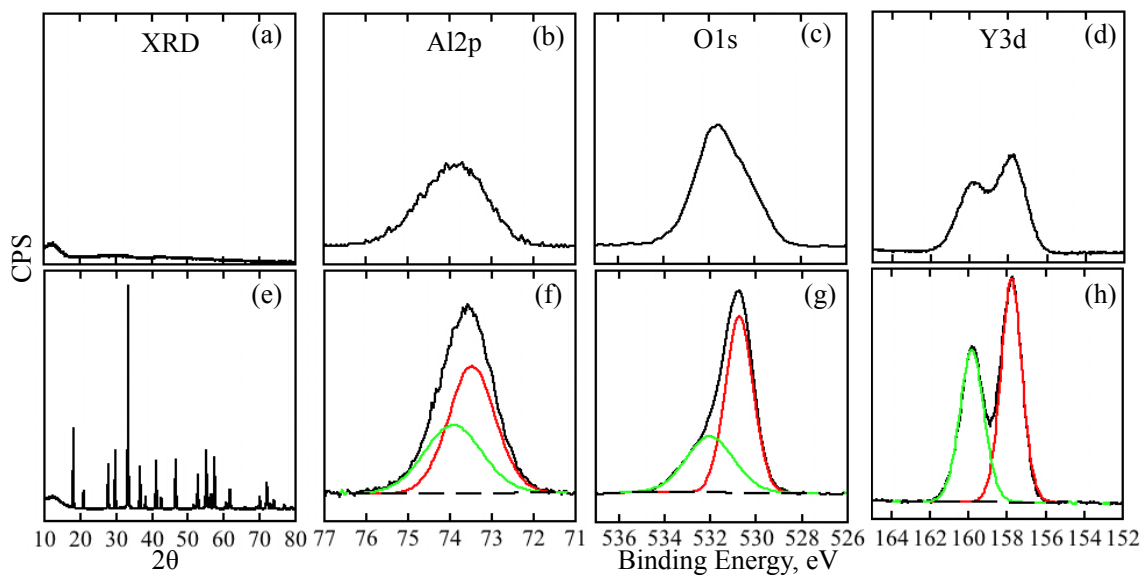 XRD (a)
Al2p (b)
O1s (c)
Y3d (d)
CPS
(e)
(f)
(g)
(h)
10 20 30 40 50 60 70 80
77 76 75 74 73 72 71
536 534 532 530 528 526
164 162 160 158 156 154 152
2θ
Binding Energy, eV